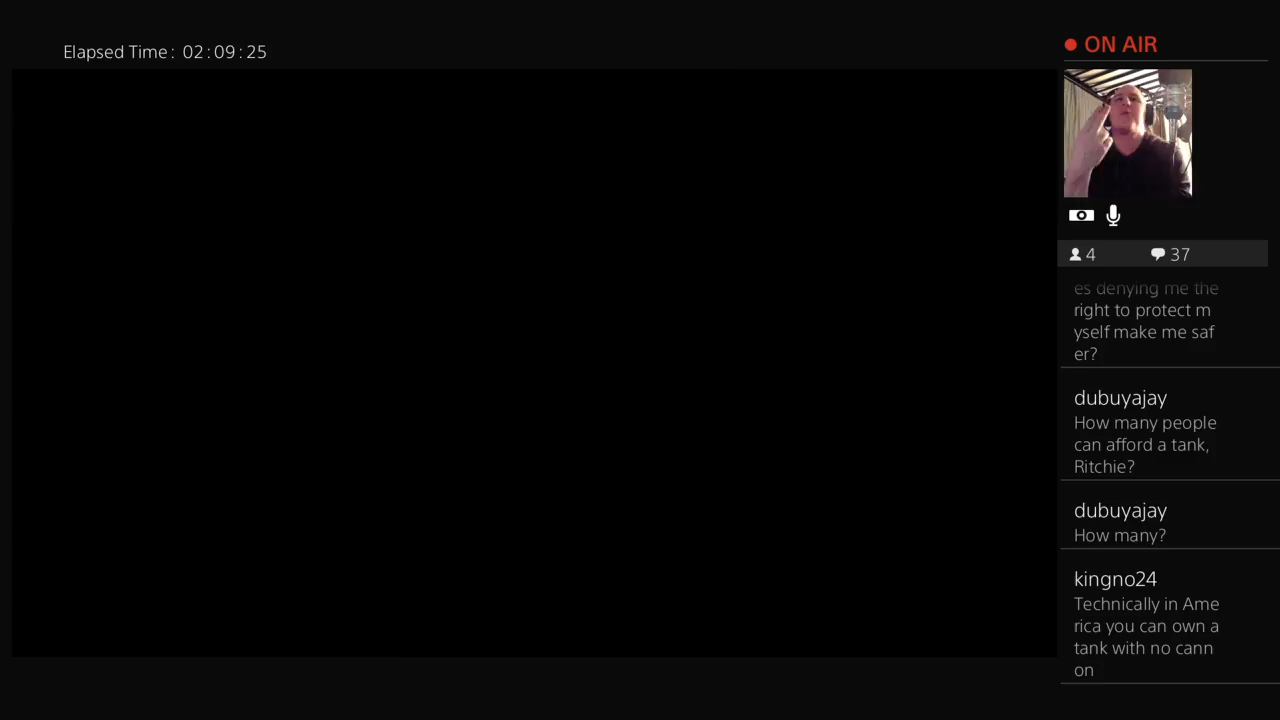 Elapsed Time: 02:09:25
ON AIR
4 37
es denying me the
right to protect m
yself make me saf
er?
dubuyajay
How many people
can afford a tank,
Ritchie?
dubuyajay
How many?
kingno24
Technically in Ame
rica you can own a
tank with no cann
on